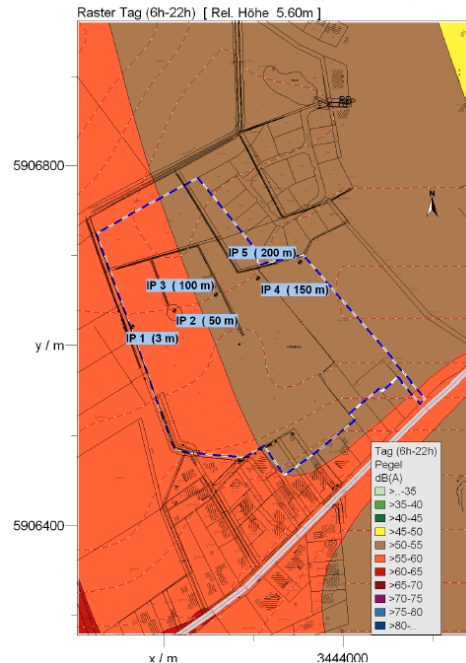 Raster Tag (6h-22h) [ Rel. Höhe 5.60m ]
5906800
N
IP 5 ( 200 m)
IP 3 ( 100 m)
IP 4 ( 150 m)
IP 2 ( 50 m)
IP 1 (3 m)
y / m
5906400
Tag (6h-22h)
Pegel
dB(A)
>..-35
>35-40
>40-45
>45-50
>50-55
>55-60
>60-65
>65-70
>70-75
>75-80
>80-..
x / m
3444000